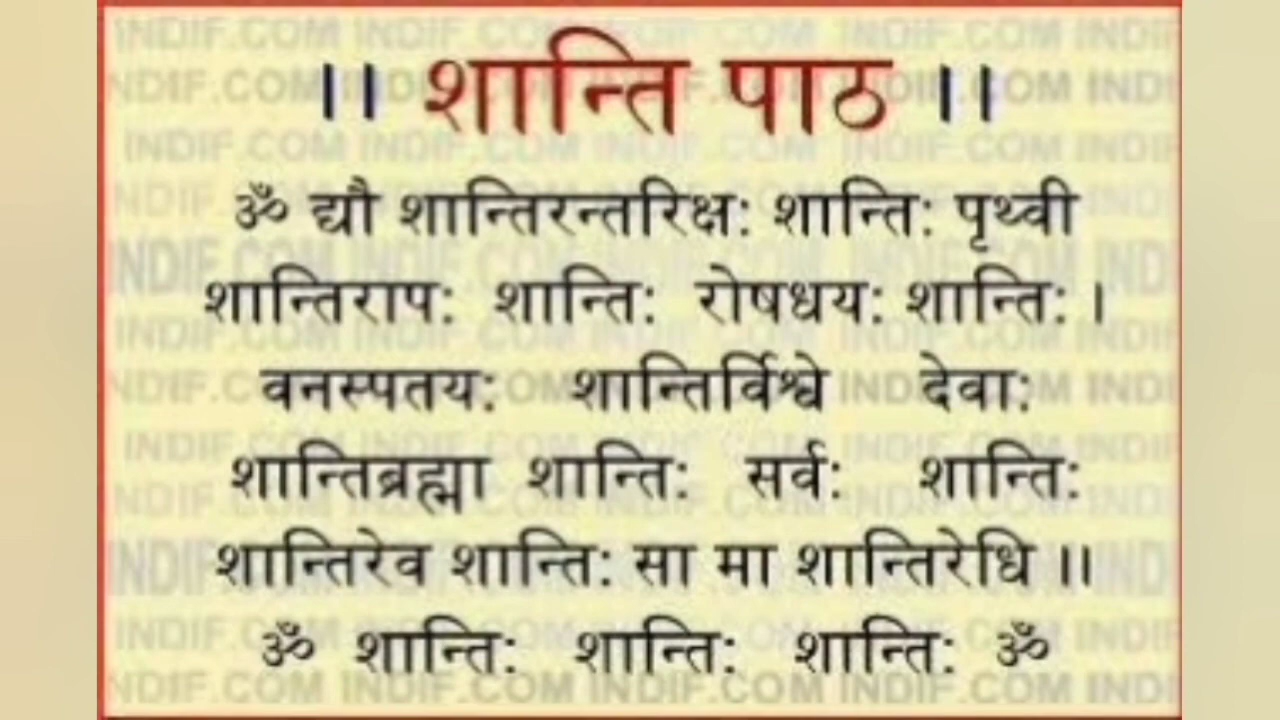 ।। शान्ति पाठ ।।
ॐ द्यौ शान्तिरन्तरिक्ष: शान्ति: पृथ्वी
शान्तिराप: शान्ति: रोषधय: शान्ति: ।
वनस्पतय: शान्तिर्विश्वे देवा:
शान्तिब्रह्मा शान्ति: सर्व: शान्ति:
शान्तिरेव शान्ति: सा मा शान्तिरेधि ।।
ॐ शान्ति: शान्ति: शान्ति: ॐ